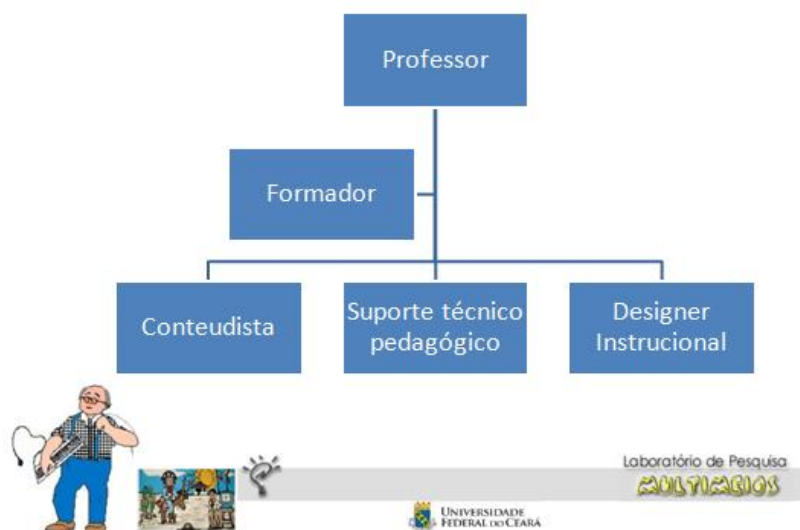 Professor
Formador
Conteudista
Suporte técnico
pedagógico
Designer
Instrucional
Laboratório de Pesquisa
MULTIMEIOS
UNIVERSIDADE
FEDERAL DO CEARÁ